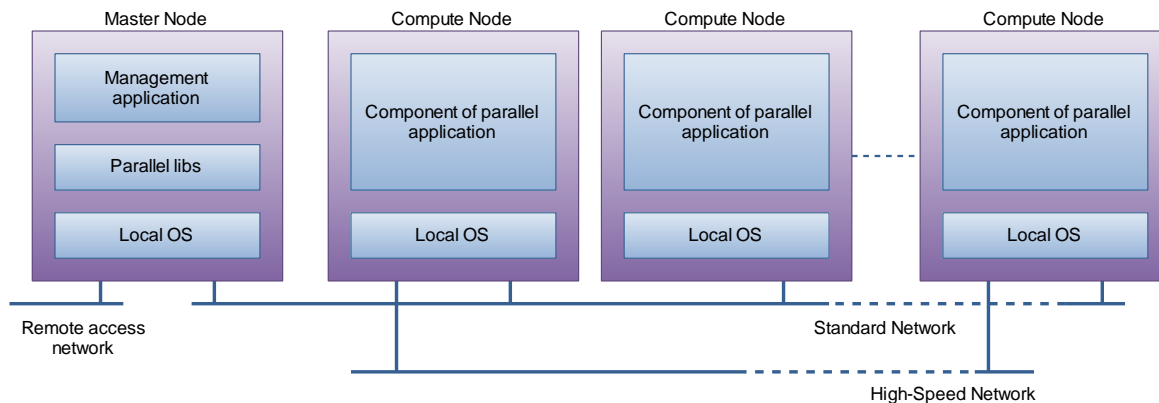 Master Node
Compute Node
Compute Node
Compute Node
Management
application
Parallel libs
Local OS
Component of parallel
application
Local OS
Component of parallel
application
Local OS
Component of parallel
application
Local OS
Remote access
network
Standard Network
High-Speed Network